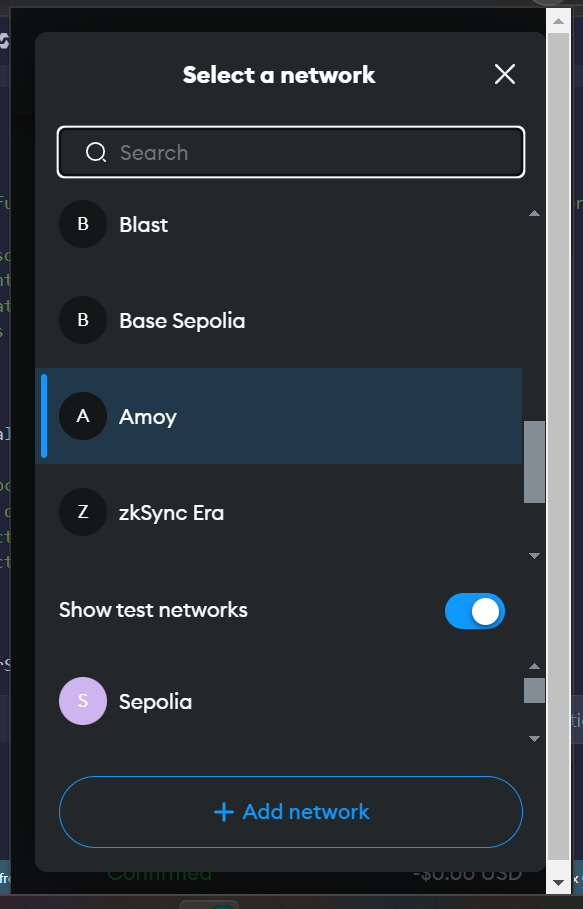 Select a network
Search
B Blast
B Base Sepolia
A Amoy
Z zkSync Era
Show test networks
S Sepolia
+ Add network
Confirmed -$0.00 USD